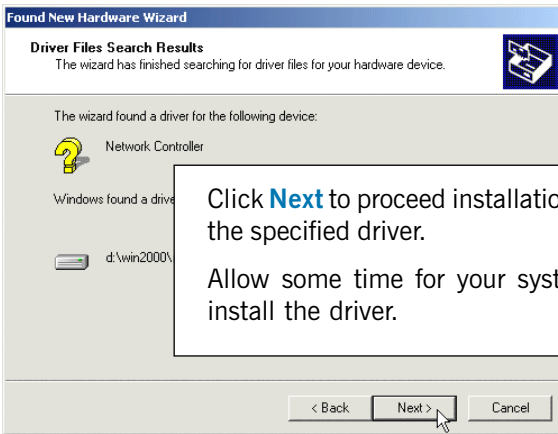 Found New Hardware Wizard
Driver Files Search Results
The wizard has finished searching for driver files for your hardware device.
The wizard found a driver for the following device:
Network Controller
Windows found a drive
d:\win2000\
Click Next to proceed installatio
the specified driver.
Allow some time for your syst
install the driver.
< Back
Next >
Cancel